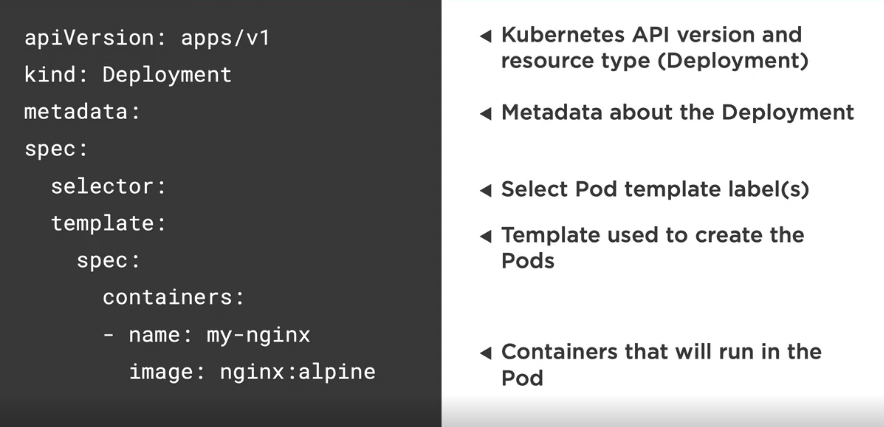 apiVersion: apps/v1
kind: Deployment
metadata:
spec:
  selector:
  template:
    spec:
      containers:
      - name: my-nginx
        image: nginx:alpine
◀ Kubernetes API version and
resource type (Deployment)
◀ Metadata about the Deployment
◀ Select Pod template label(s)
◀ Template used to create the
Pods
◀ Containers that will run in the
Pod